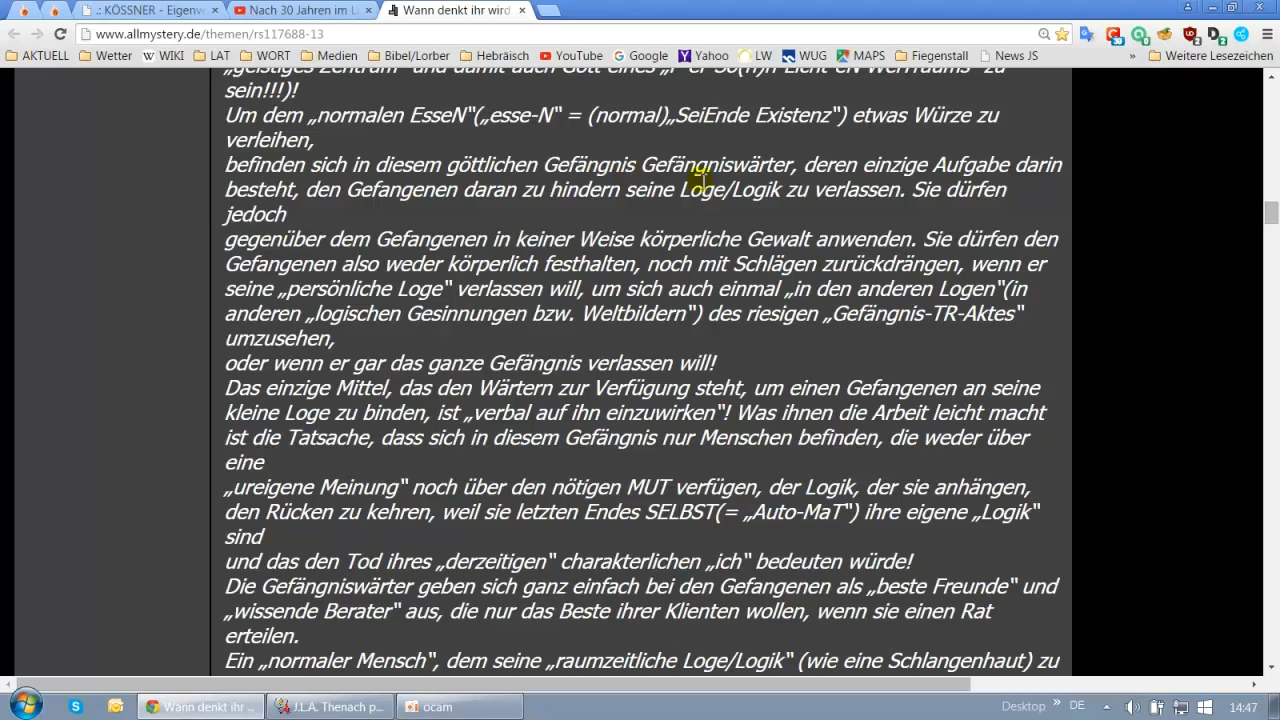 .: KÖSSNER - Eigenw
Nach 30 Jahren im L
Wann denkt ihr wird
www.allmystery.de/themen/rs117688-13
AKTUELL
Wetter
WIKI
LAT
WORT
Medien
Bibel/Lorber
Hebräisch
YouTube
Google
Yahoo
LW
WUG
MAPS
Fiegenstall
News JS
»
Weitere Lesezeichen
sein!!!)!
Um dem „normalen EsseN"(„esse-N" = (normal)„SeiEnde Existenz") etwas Würze zu
verleihen,
befinden sich in diesem göttlichen Gefängnis Gefängniswärter, deren einzige Aufgabe darin
besteht, den Gefangenen daran zu hindern seine Loge/Logik zu verlassen. Sie dürfen
jedoch
gegenüber dem Gefangenen in keiner Weise körperliche Gewalt anwenden. Sie dürfen den
Gefangenen also weder körperlich festhalten, noch mit Schlägen zurückdrängen, wenn er
seine „persönliche Loge" verlassen will, um sich auch einmal „in den anderen Logen"(in
anderen „logischen Gesinnungen bzw. Weltbildern") des riesigen „Gefängnis-TR-Aktes"
umzusehen,
oder wenn er gar das ganze Gefängnis verlassen will!
Das einzige Mittel, das den Wärtern zur Verfügung steht, um einen Gefangenen an seine
kleine Loge zu binden, ist „verbal auf ihn einzuwirken"! Was ihnen die Arbeit leicht macht
ist die Tatsache, dass sich in diesem Gefängnis nur Menschen befinden, die weder über
eine
„ureigene Meinung" noch über den nötigen MUT verfügen, der Logik, der sie anhängen,
den Rücken zu kehren, weil sie letzten Endes SELBST(= „Auto-MaT") ihre eigene „Logik"
sind
und das den Tod ihres „derzeitigen" charakterlichen „ich" bedeuten würde!
Die Gefängniswärter geben sich ganz einfach bei den Gefangenen als „beste Freunde" und
„wissende Berater" aus, die nur das Beste ihrer Klienten wollen, wenn sie einen Rat
erteilen.
Ein „normaler Mensch", dem seine „raumzeitliche Loge/Logik" (wie eine Schlangenhaut) zu
Wann denkt ihr ...
J.L.A. Thenach p...
ocam
Desktop
»
DE
14:47